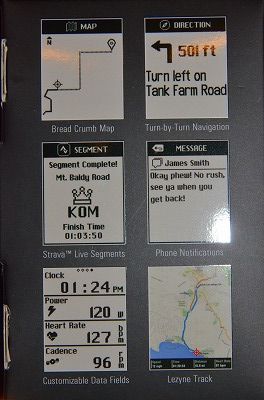 MAP
N
Bread Crumb Map
DIRECTION
501 ft
Turn left on
Tank Farm Road
Turn-by-Turn Navigation
SEGMENT
Segment Complete!
Mt. Baldy Road
KOM
Finish Time
01:03:50
Strava™ Live Segments
MESSAGE
James Smith
Okay phew! No rush,
see ya when you
get back!
Phone Notifications
Clock
01:24 PM
Power
120 W
Heart Rate
127 bpm
Cadence
96 rpm
Customizable Data Fields
Lezyne Track